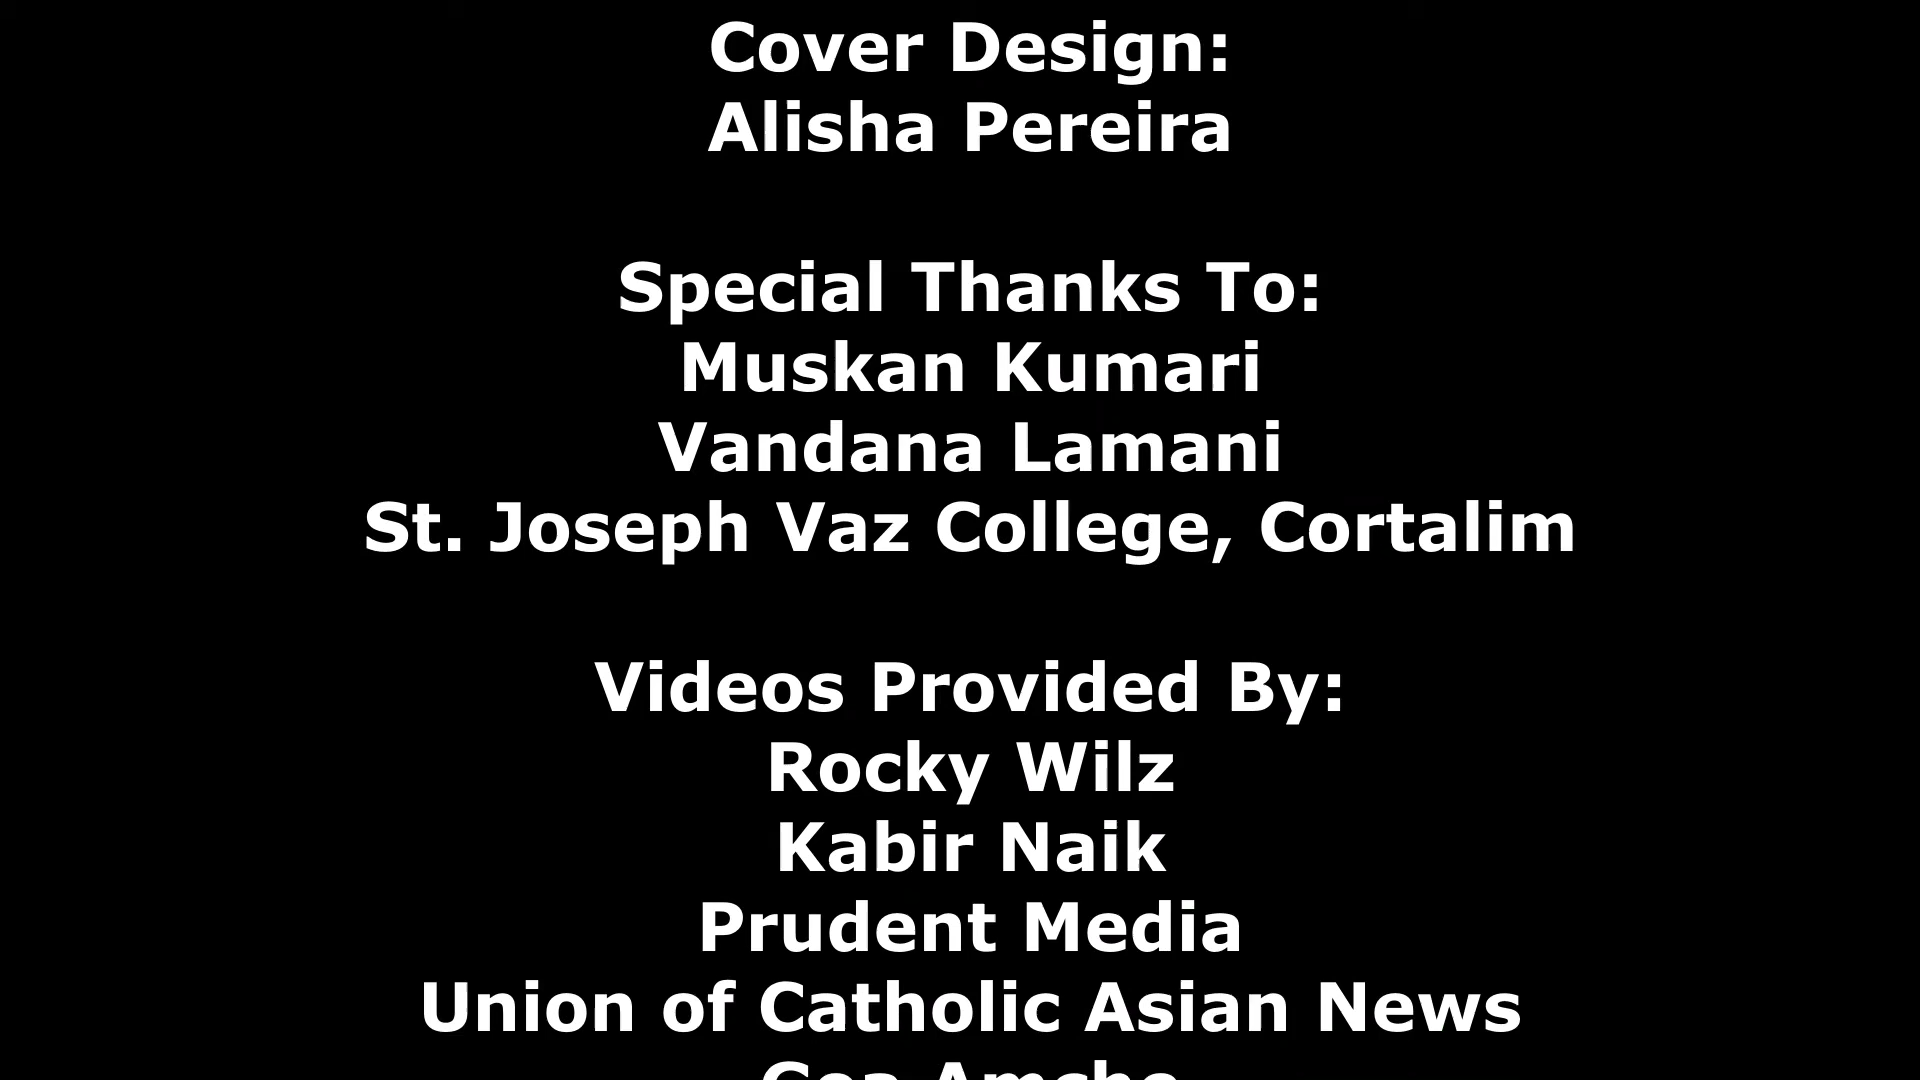 Cover Design:
Alisha Pereira
Special Thanks To:
Muskan Kumari
Vandana Lamani
St. Joseph Vaz College, Cortalim
Videos Provided By:
Rocky Wilz
Kabir Naik
Prudent Media
Union of Catholic Asian News